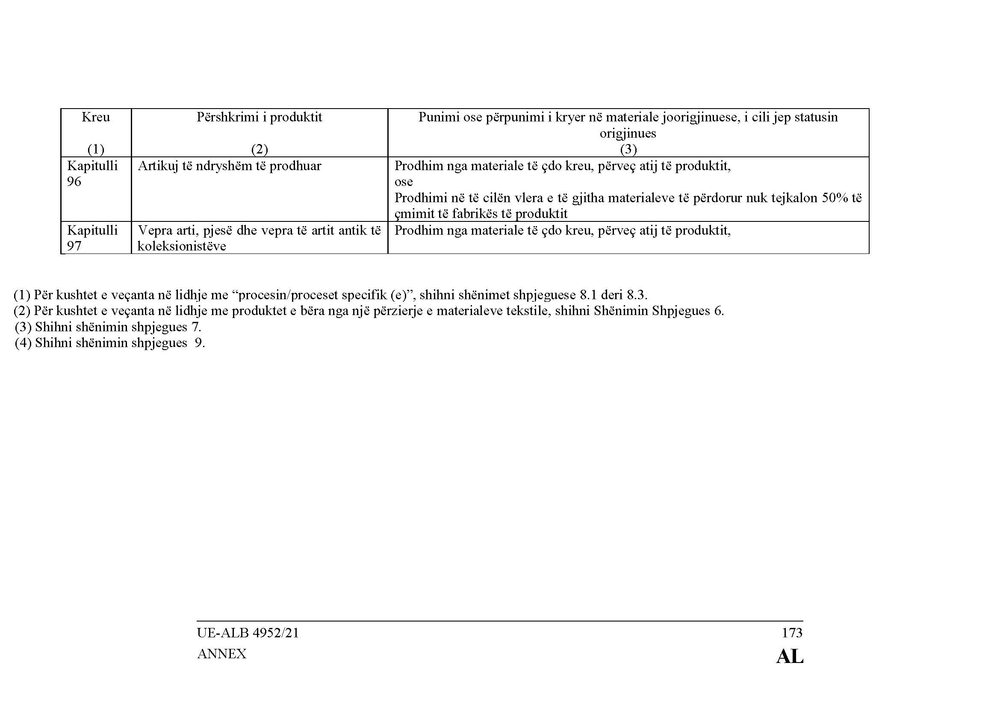 Kreu
(1)
Përshkrimi i produktit
(2)
Punimi ose përpunimi i kryer në materiale joorigjinuese, i cili jep statusin
origjinues
(3)
Kapitulli
96
Artikuj të ndryshëm të prodhuar
Prodhim nga materiale të çdo kreu, përveç atij të produktit,
ose
Prodhimi në të cilën vlera e të gjitha materialeve të përdorur nuk tejkalon 50% të
çmimit të fabrikës të produktit
Kapitulli
97
Vepra arti, pjesë dhe vepra të artit antik të
koleksionistëve
Prodhim nga materiale të çdo kreu, përveç atij të produktit,
(1) Për kushtet e veçanta në lidhje me “procesin/proceset specifik (e)”, shihni shënimet shpjeguese 8.1 deri 8.3.
(2) Për kushtet e veçanta në lidhje me produktet e bëra nga një përzierje e materialeve tekstile, shihni Shënimin Shpjegues 6.
(3) Shihni shënimin shpjegues 7.
(4) Shihni shënimin shpjegues  9.
UE-ALB 4952/21
173
ANNEX
AL